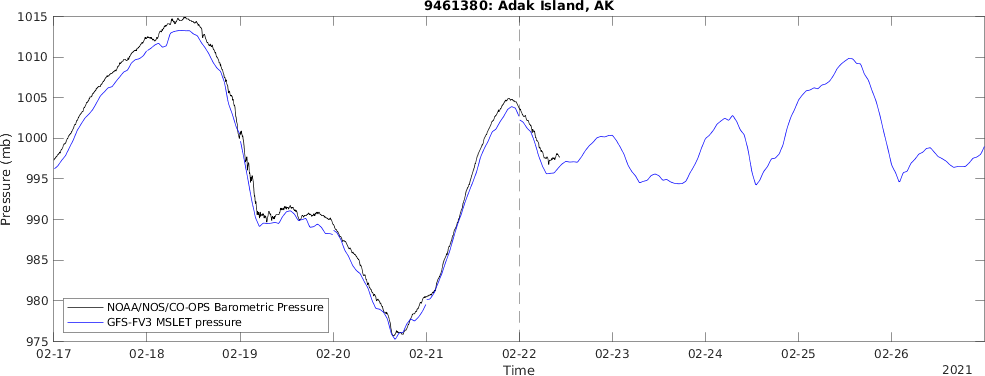 9461380: Adak Island, AK
Pressure (mb)
1015
1010
1005
1000
995
990
985
980
975
NOAA/NOS/CO-OPS Barometric Pressure
GFS-FV3 MSLET pressure
02-17 02-18 02-19 02-20 02-21 02-22 02-23 02-24 02-25 02-26
Time
2021